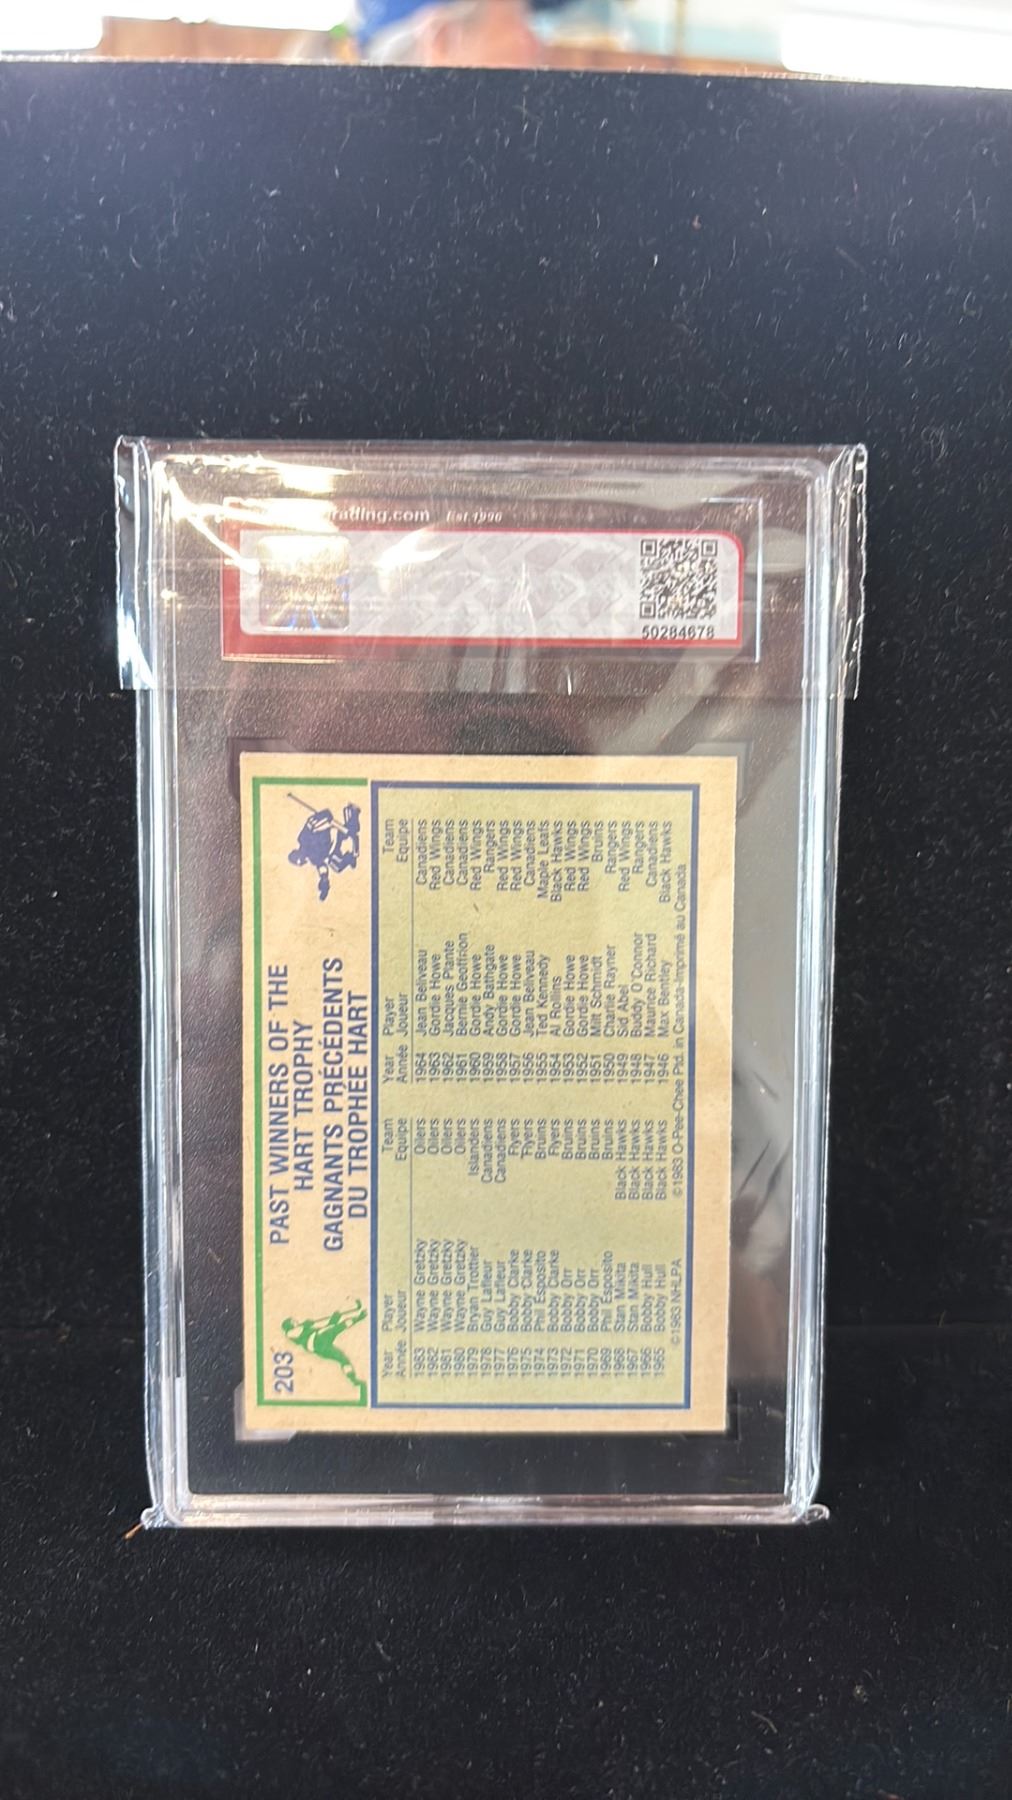 rading.com Est 1996
50284678
203
PAST WINNERS OF THE
HART TROPHY
GAGNANTS PRÉCÉDENTS
DU TROPHÉE HART
Year Player Team Year Player Team
Année Joueur Equipe Année Joueur Equipe
1983 Wayne Gretzky Oilers 1964 Jean Beliveau Canadiens
1982 Wayne Gretzky Oilers 1963 Gordie Howe Red Wings
1981 Wayne Gretzky Oilers 1962 Jacques Plante Canadiens
1980 Wayne Gretzky Oilers 1961 Bernie Geoffrion Canadiens
1979 Bryan Trottier Islanders 1960 Gordie Howe Red Wings
1978 Guy Lafleur Canadiens 1959 Andy Bathgate Rangers
1977 Guy Lafleur Canadiens 1958 Gordie Howe Red Wings
1976 Bobby Clarke Flyers 1957 Gordie Howe Red Wings
1975 Bobby Clarke Flyers 1956 Jean Beliveau Canadiens
1974 Phil Esposito Bruins 1955 Ted Kennedy Maple Leafs
1973 Bobby Clarke Flyers 1954 Al Rollins Black Hawks
1972 Bobby Orr Bruins 1953 Gordie Howe Red Wings
1971 Bobby Orr Bruins 1952 Gordie Howe Red Wings
1970 Bobby Orr Bruins 1951 Milt Schmidt Bruins
1969 Phil Esposito Bruins 1950 Charlie Rayner Rangers
1968 Stan Mikita Black Hawks 1949 Sid Abel Red Wings
1967 Stan Mikita Black Hawks 1948 Buddy O'Connor Rangers
1966 Bobby Hull Black Hawks 1947 Maurice Richard Canadiens
1965 Bobby Hull Black Hawks 1946 Max Bentley Black Hawks
©1983 NHLPA ©1983 O-Pee-Chee Ptd. in Canada-Imprimé au Canada